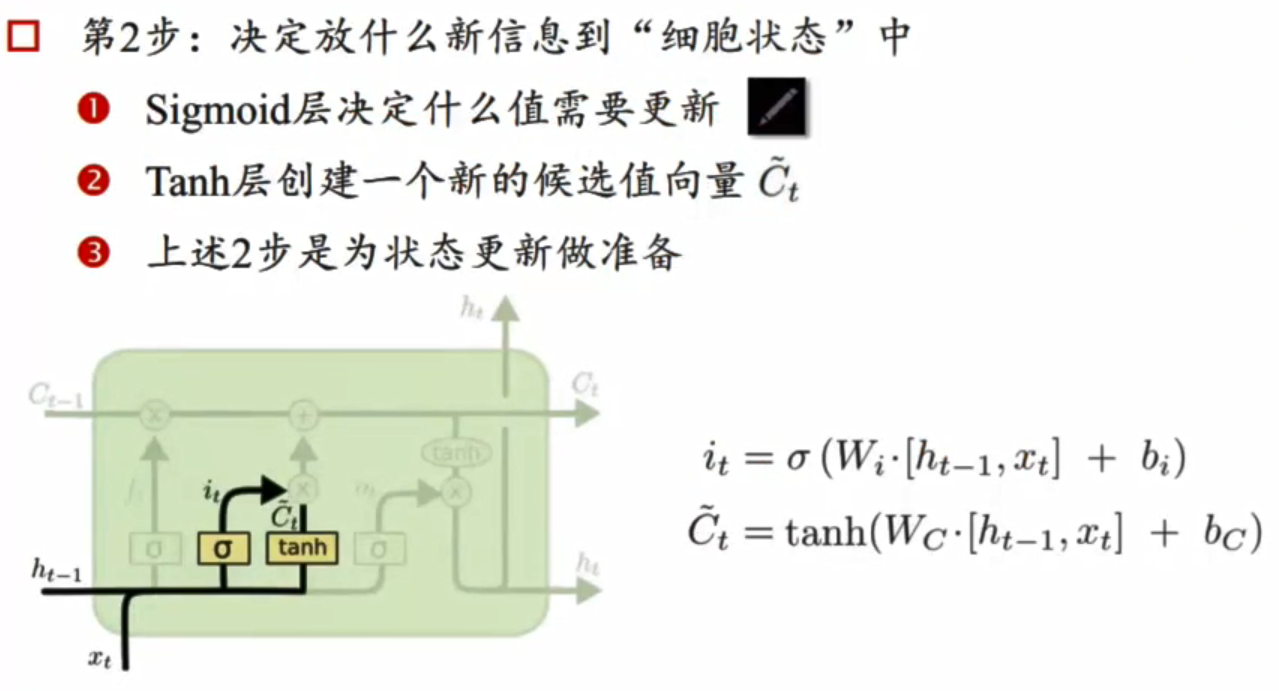 第2步：决定放什么新信息到“细胞状态”中
❶ Sigmoid层决定什么值需要更新
❷ Tanh层创建一个新的候选值向量 C̃ₜ
❸ 上述2步是为状态更新做准备
hₜ
Cₜ₋₁
Cₜ
× + tanh
fₜ iₜ × C̃ₜ oₜ ×
σ σ tanh σ
hₜ₋₁
hₜ
xₜ
iₜ = σ (Wᵢ·[hₜ₋₁, xₜ] + bᵢ)
C̃ₜ = tanh(W_C·[hₜ₋₁, xₜ] + b_C)